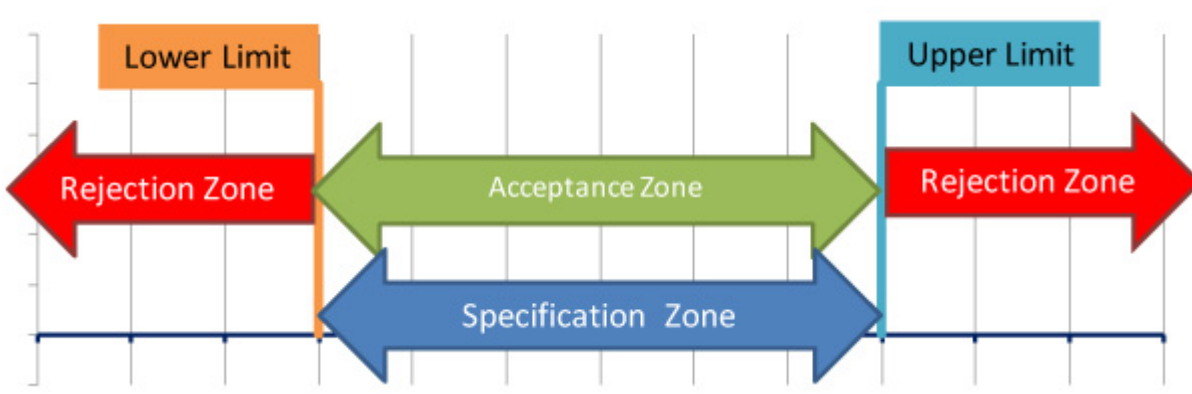 Lower Limit
Upper Limit
Rejection Zone
Acceptance Zone
Rejection Zone
Specification Zone